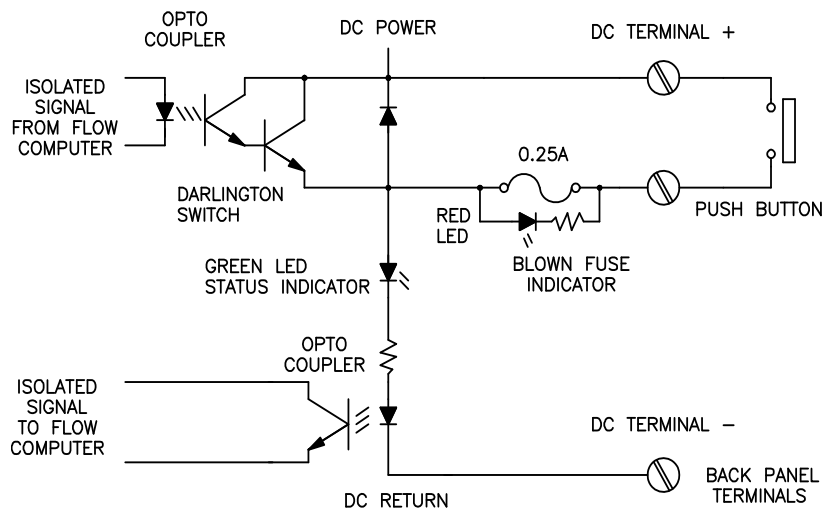 OPTO
COUPLER
DC POWER
DC TERMINAL +
ISOLATED
SIGNAL
FROM FLOW
COMPUTER
0.25A
DARLINGTON
SWITCH
RED
LED
PUSH BUTTON
GREEN LED
STATUS INDICATOR
BLOWN FUSE
INDICATOR
OPTO
COUPLER
ISOLATED
SIGNAL
TO FLOW
COMPUTER
DC TERMINAL -
BACK PANEL
TERMINALS
DC RETURN